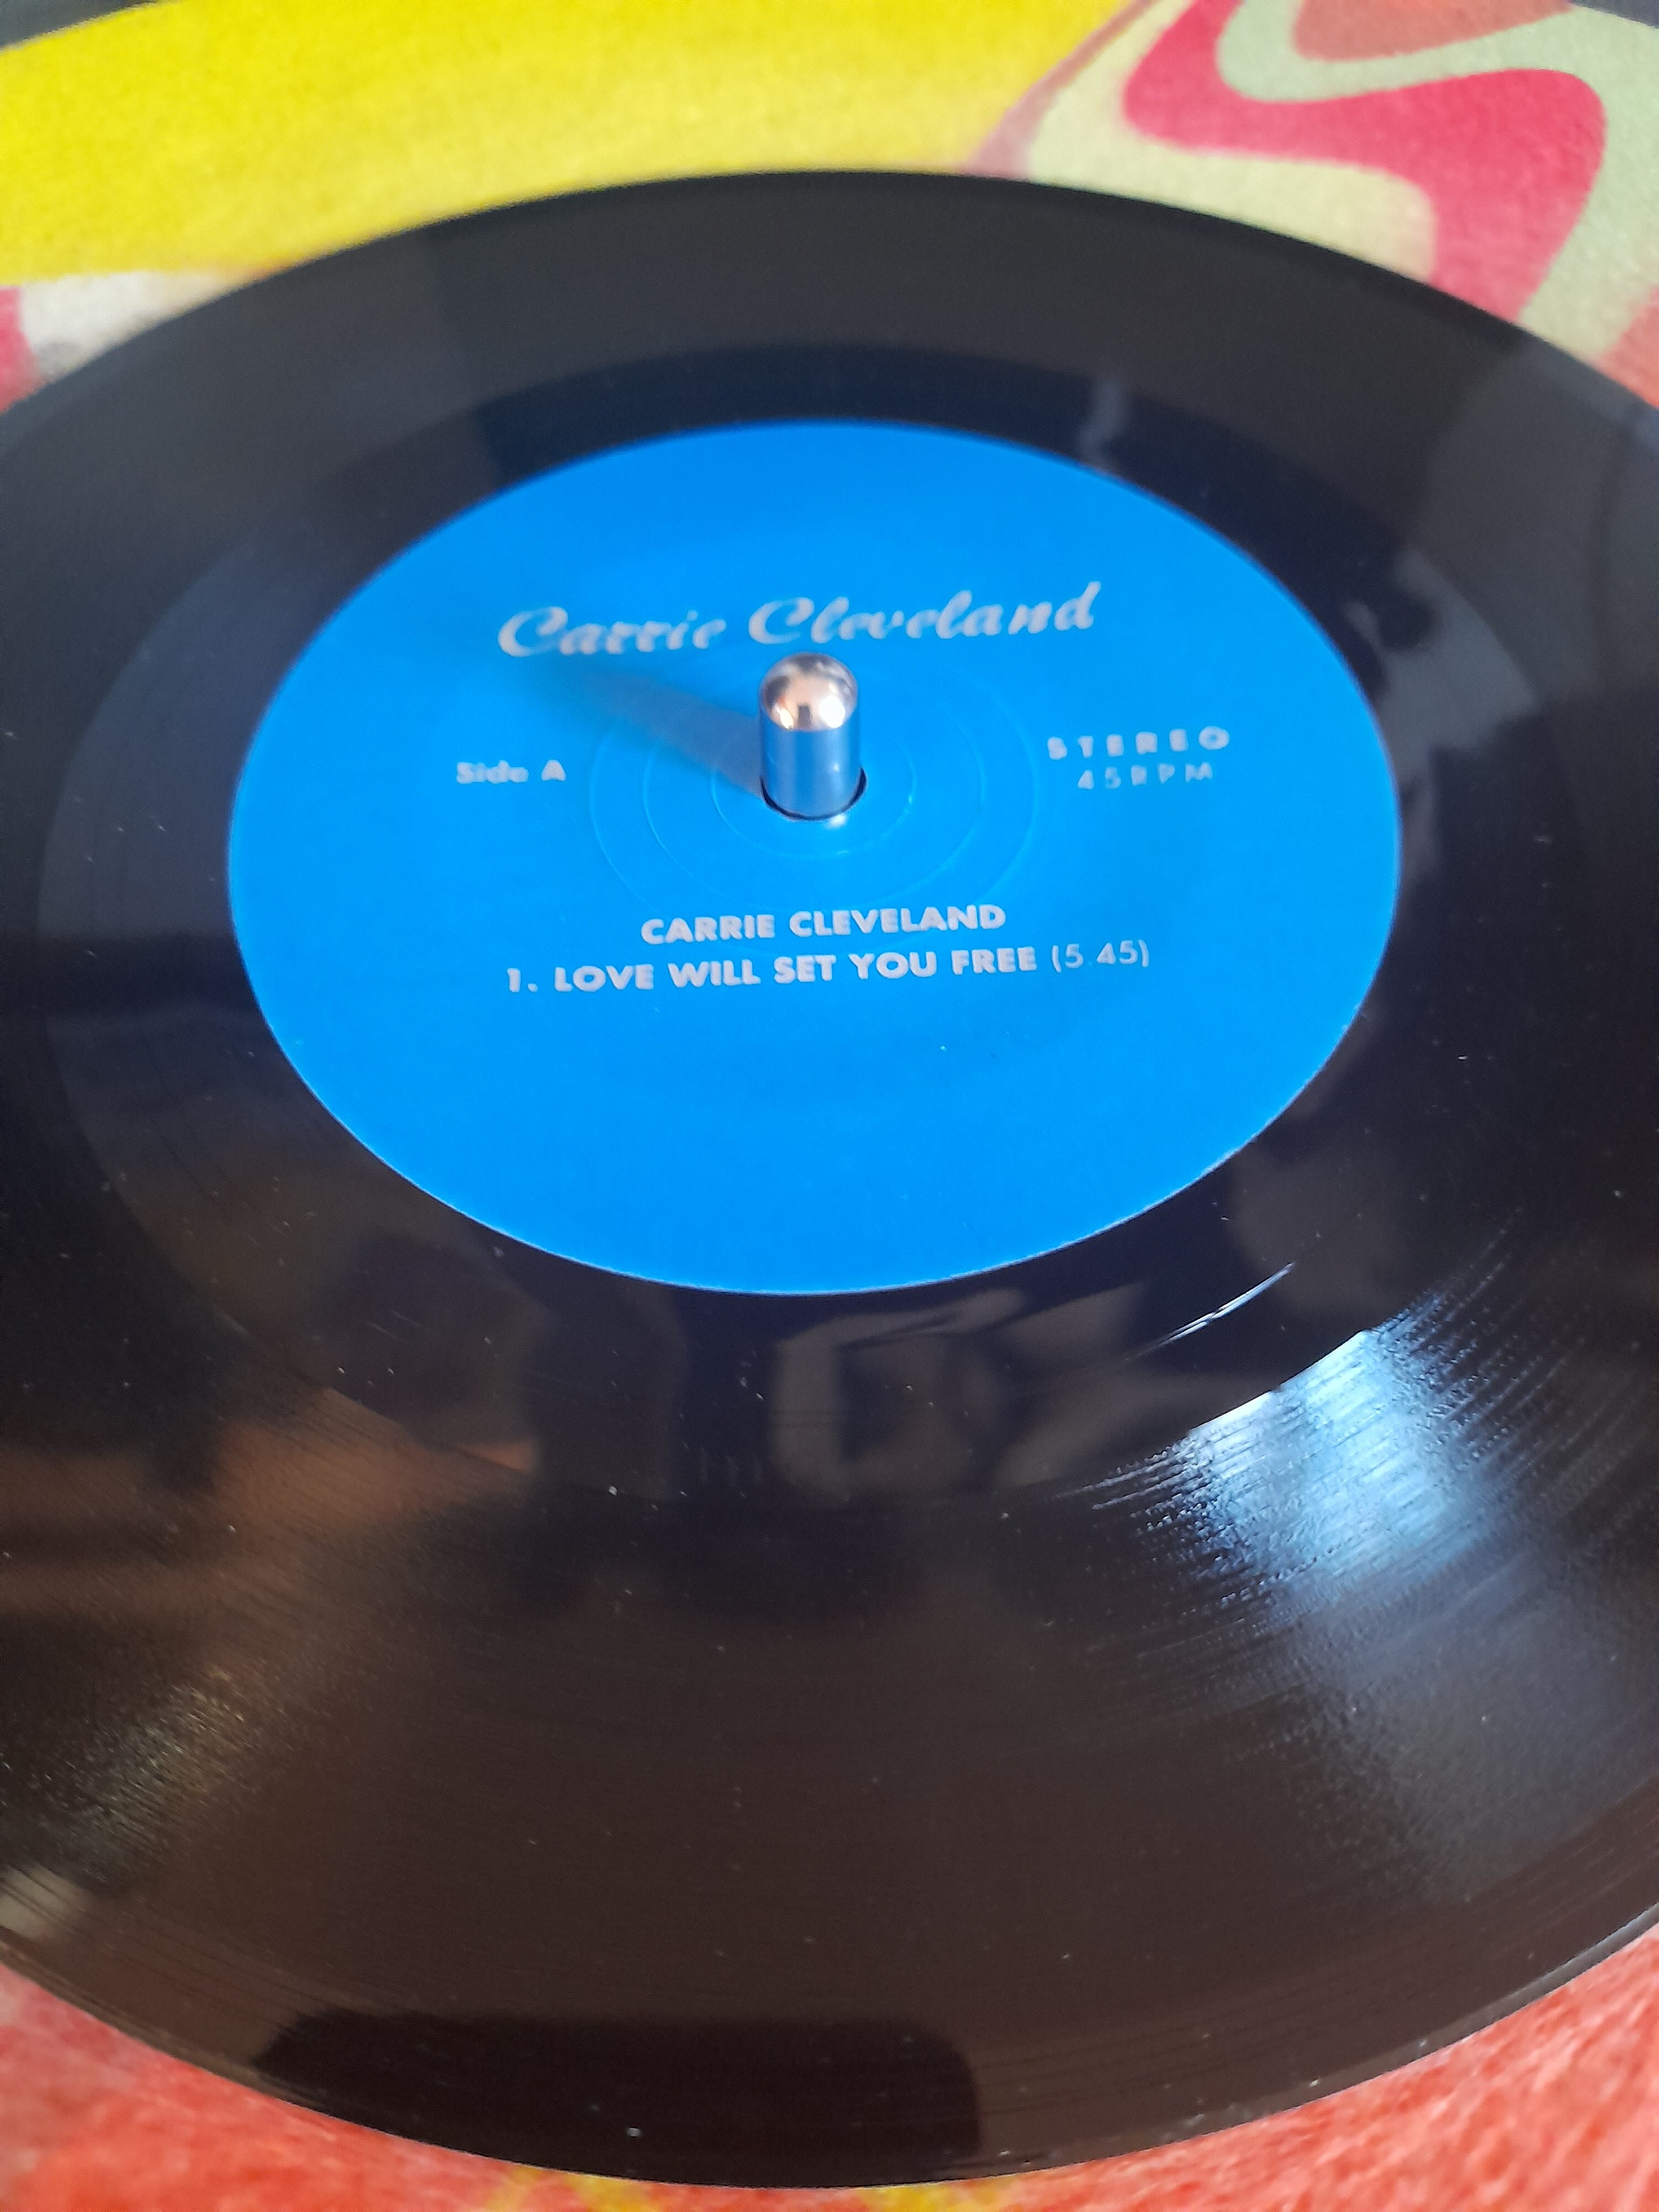 Carrie Cleveland
Side A
STEREO
45RPM
CARRIE CLEVELAND
1. LOVE WILL SET YOU FREE (5.45)